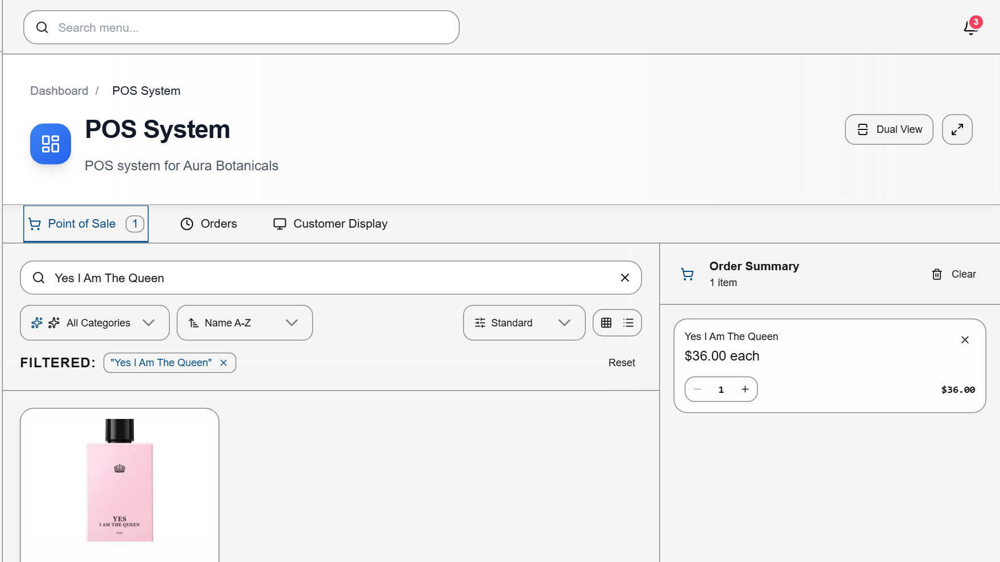 Search menu...
3
Dashboard / POS System
POS System
POS system for Aura Botanicals
Dual View
Point of Sale 1
Orders
Customer Display
Yes I Am The Queen
All Categories
Name A-Z
Standard
FILTERED: "Yes I Am The Queen"
Reset
YES
I AM THE QUEEN
PARIS
Order Summary
1 item
Clear
Yes I Am The Queen
$36.00 each
1
$36.00